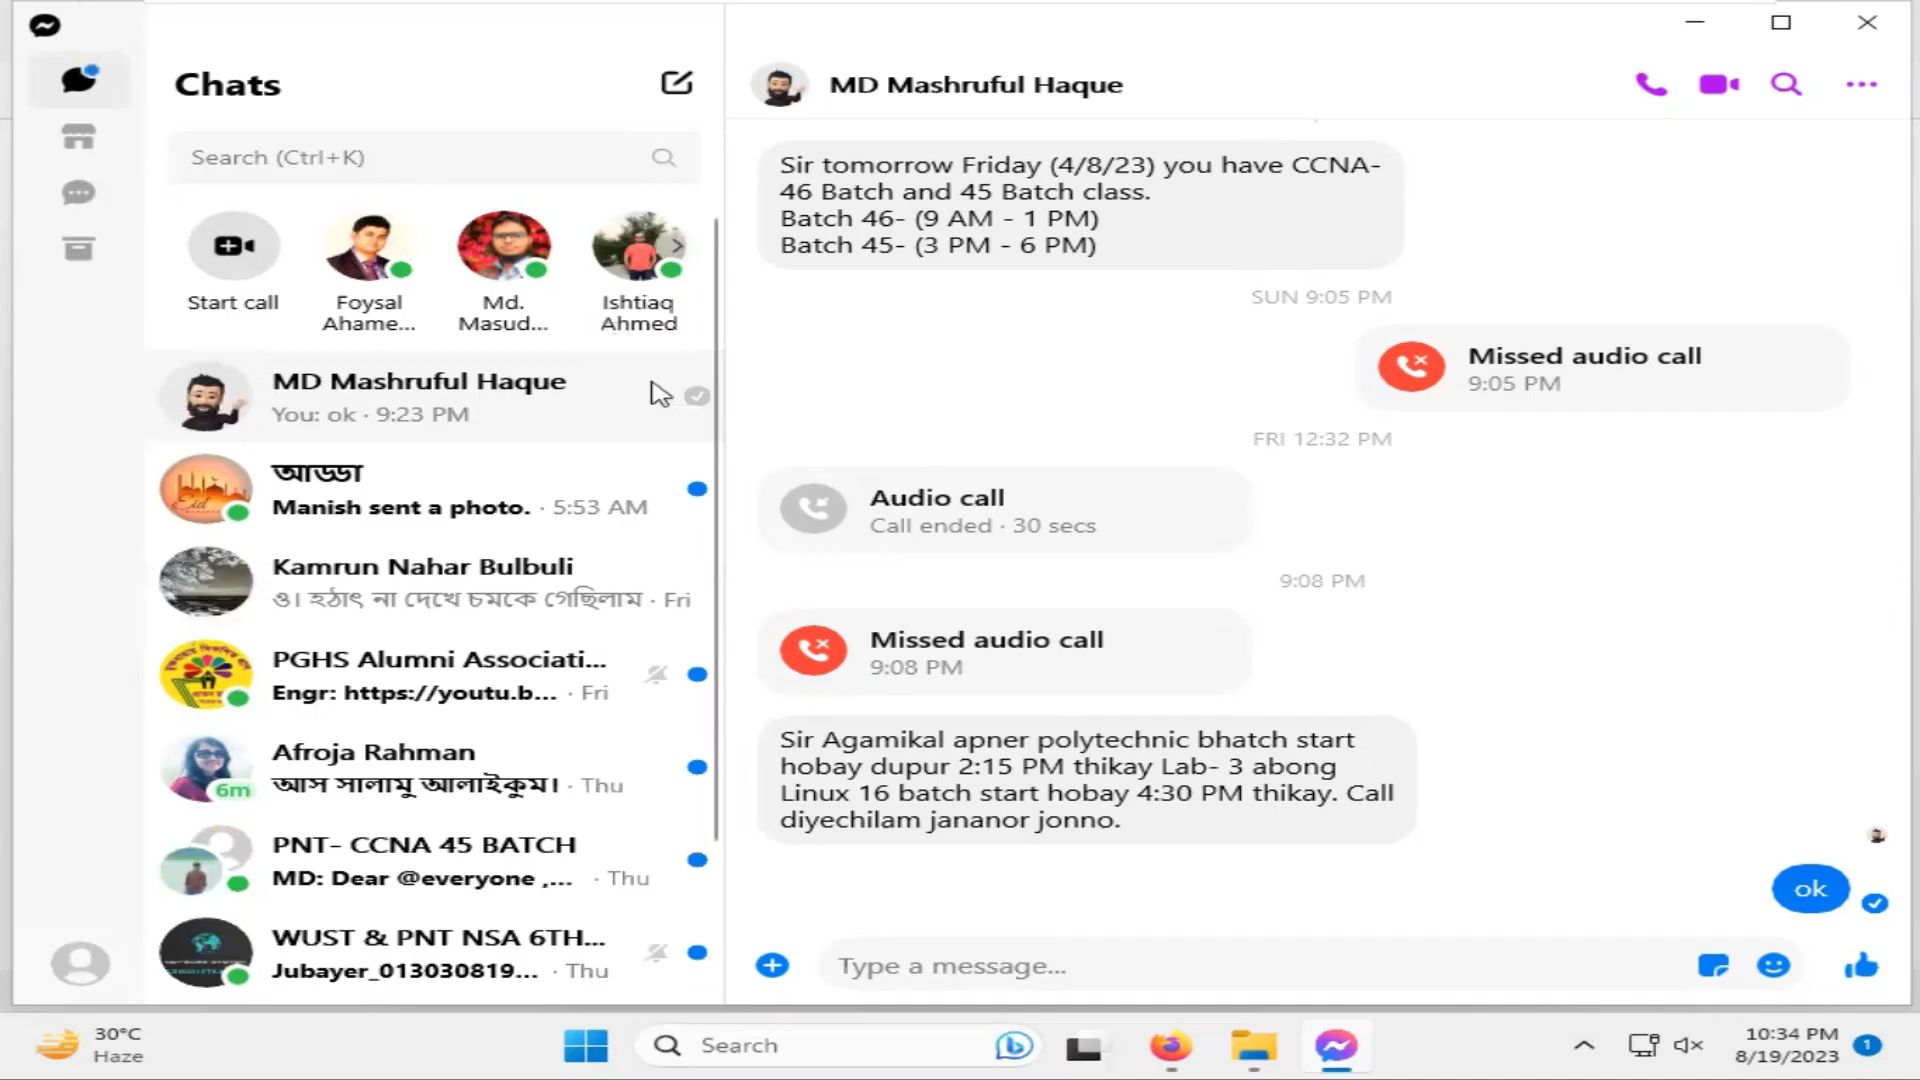 Chats
Search (Ctrl+K)
Start call
Foysal
Ahame...
Md.
Masud...
Ishtiaq
Ahmed
MD Mashruful Haque
You: ok · 9:23 PM
আড্ডা
Manish sent a photo. · 5:53 AM
Kamrun Nahar Bulbuli
ও। হঠাৎ না দেখে চমকে গেছিলাম · Fri
PGHS Alumni Associati...
Engr: https://youtu.b... · Fri
Afroja Rahman
আস সালামু আলাইকুম। · Thu
6m
PNT- CCNA 45 BATCH
MD: Dear @everyone ,... · Thu
WUST & PNT NSA 6TH...
Jubayer_013030819... · Thu
MD Mashruful Haque
Sir tomorrow Friday (4/8/23) you have CCNA-
46 Batch and 45 Batch class.
Batch 46- (9 AM - 1 PM)
Batch 45- (3 PM - 6 PM)
SUN 9:05 PM
Missed audio call
9:05 PM
FRI 12:32 PM
Audio call
Call ended · 30 secs
9:08 PM
Missed audio call
9:08 PM
Sir Agamikal apner polytechnic bhatch start
hobay dupur 2:15 PM thikay Lab- 3 abong
Linux 16 batch start hobay 4:30 PM thikay. Call
diyechilam jananor jonno.
ok
Type a message...
30°C
Haze
Search
10:34 PM
8/19/2023
1